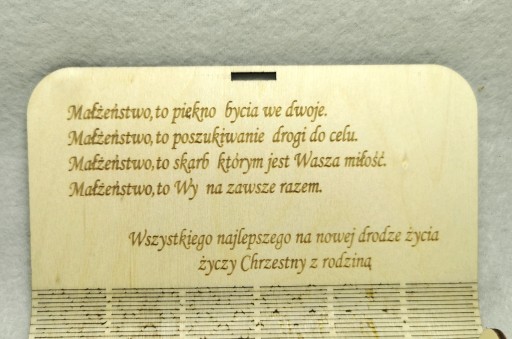 Małżeństwo,to piękno bycia we dwoje.
Małżeństwo,to poszukiwanie drogi do celu.
Małżeństwo,to skarb którym jest Wasza miłość.
Małżeństwo,to Wy na zawsze razem.
Wszystkiego najlepszego na nowej drodze życia
życzy Chrzestny z rodziną